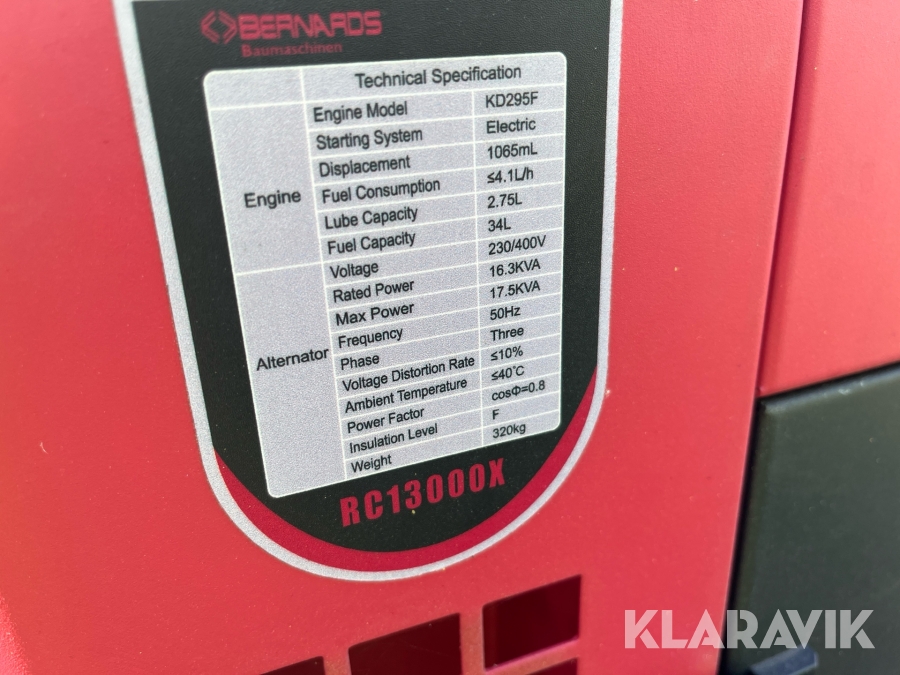 BERNARDS
Baumaschinen
Technical Specification
Engine
Engine Model KD295F
Starting System Electric
Displacement 1065mL
Fuel Consumption ≤4.1L/h
Lube Capacity 2.75L
Fuel Capacity 34L
Alternator
Voltage 230/400V
Rated Power 16.3KVA
Max Power 17.5KVA
Frequency 50Hz
Phase Three
Voltage Distortion Rate ≤10%
Ambient Temperature ≤40°C
Power Factor cosΦ=0.8
Insulation Level F
Weight 320kg
RC13000X
KLARAVIK